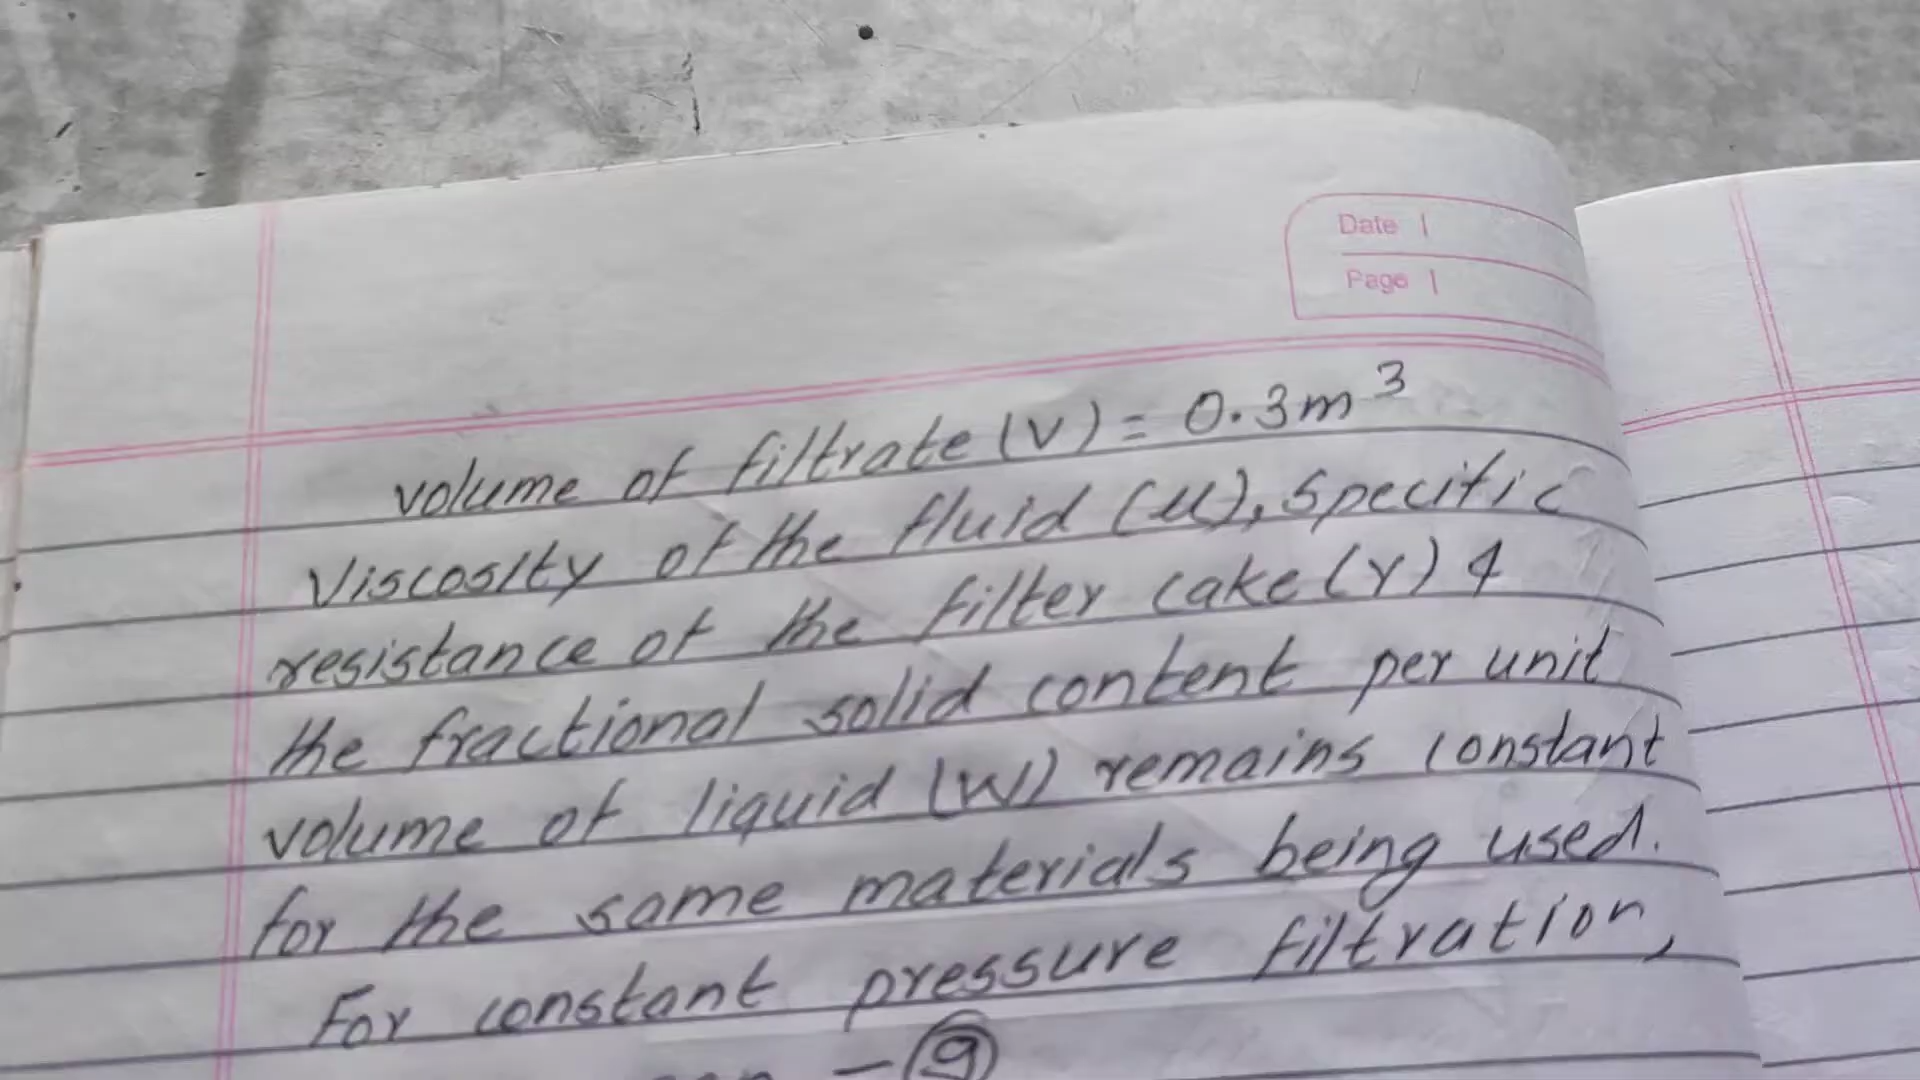 Date
Page
volume of filtrate (V) = 0.3m³
Viscosity of the fluid (μ), specific
resistance of the filter cake (r) &
the fractional solid content per unit
volume of liquid (W) remains constant
for the same materials being used.
For constant pressure filtration,
- ⑨